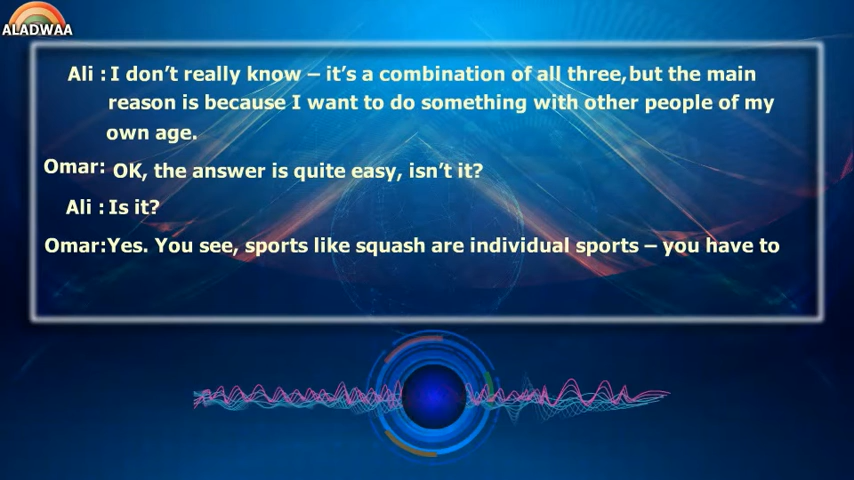 ALADWAA
Ali : I don't really know – it's a combination of all three, but the main
reason is because I want to do something with other people of my
own age.
Omar: OK, the answer is quite easy, isn't it?
Ali : Is it?
Omar:Yes. You see, sports like squash are individual sports – you have to